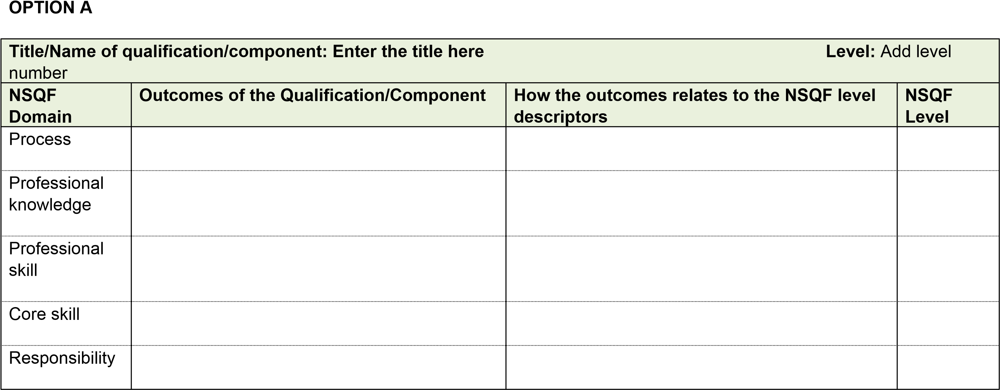 OPTION A
Title/Name of qualification/component: Enter the title here Level: Add level
number
NSQF Domain
Outcomes of the Qualification/Component
How the outcomes relates to the NSQF level
descriptors
NSQF
Level
Process
Professional
knowledge
Professional
skill
Core skill
Responsibility